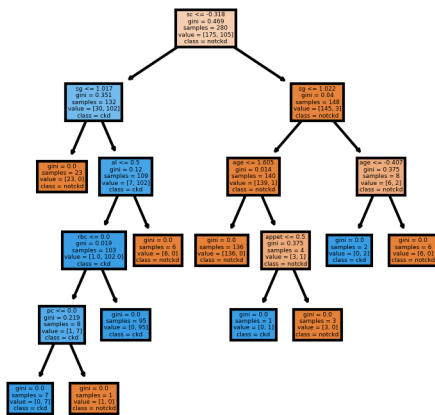 sc <= -0.318
gini = 0.469
samples = 280
value = [175, 105]
class = notckd
sg <= 1.017
gini = 0.351
samples = 132
value = [30, 102]
class = ckd
sg <= 1.022
gini = 0.04
samples = 148
value = [145, 3]
class = notckd
gini = 0.0
samples = 23
value = [23, 0]
class = notckd
al <= 0.5
gini = 0.12
samples = 109
value = [7, 102]
class = ckd
age <= 1.605
gini = 0.014
samples = 140
value = [139, 1]
class = notckd
age <= -0.407
gini = 0.375
samples = 8
value = [6, 2]
class = notckd
rbc <= 0.0
gini = 0.019
samples = 103
value = [1.0, 102.0]
class = ckd
gini = 0.0
samples = 6
value = [6, 0]
class = notckd
gini = 0.0
samples = 136
value = [136, 0]
class = notckd
appet <= 0.5
gini = 0.375
samples = 4
value = [3, 1]
class = notckd
gini = 0.0
samples = 2
value = [0, 2]
class = ckd
gini = 0.0
samples = 6
value = [6, 0]
class = notckd
pc <= 0.0
gini = 0.219
samples = 8
value = [1, 7]
class = ckd
gini = 0.0
samples = 95
value = [0, 95]
class = ckd
gini = 0.0
samples = 1
value = [0, 1]
class = ckd
gini = 0.0
samples = 3
value = [3, 0]
class = notckd
gini = 0.0
samples = 7
value = [0, 7]
class = ckd
gini = 0.0
samples = 1
value = [1, 0]
class = notckd